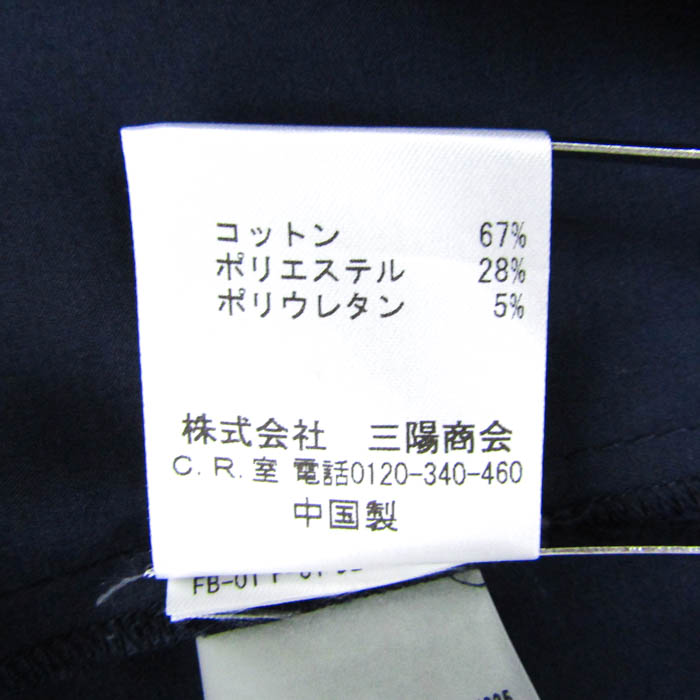 コットン 67%
ポリエステル 28%
ポリウレタン 5%
株式会社 三陽商会
C.R.室 電話0120-340-460
中国製